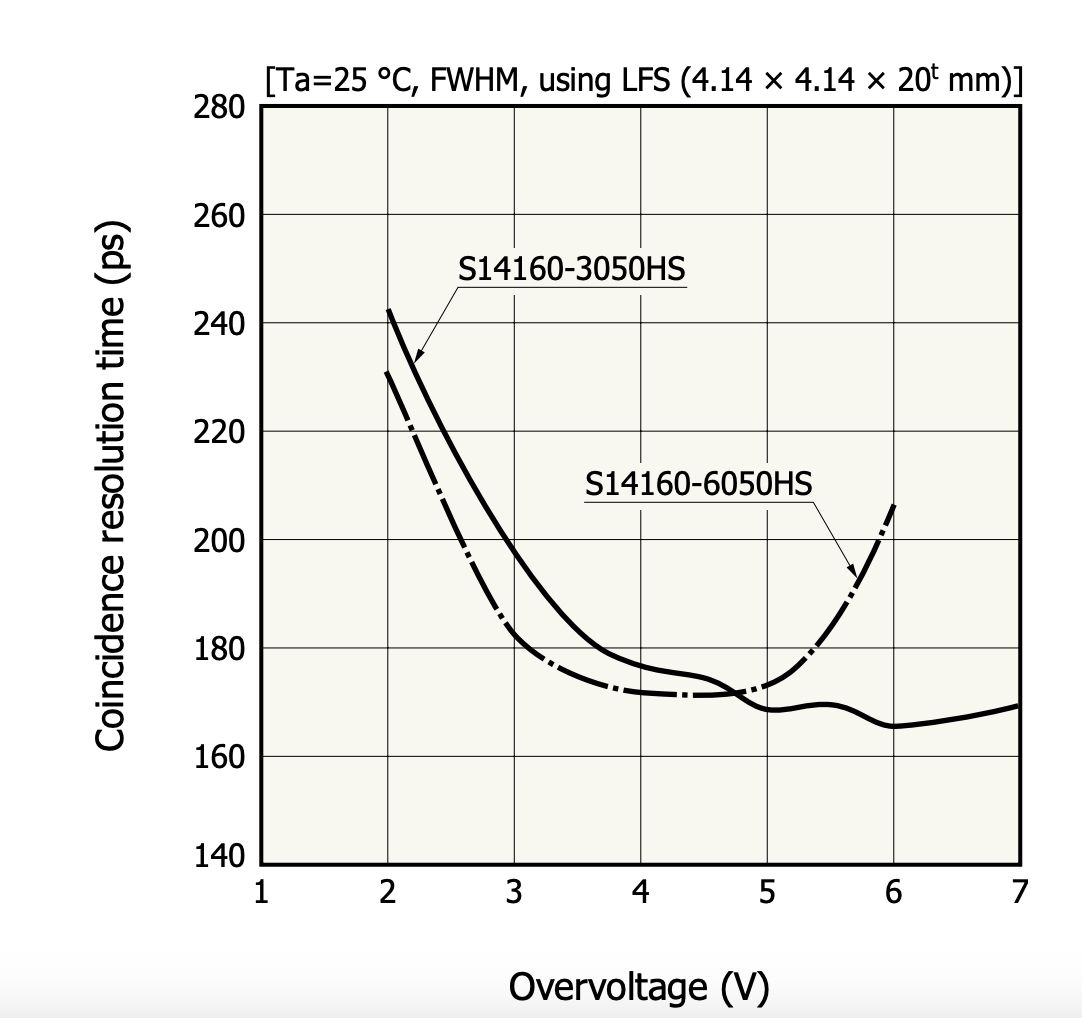 [Ta=25 °C, FWHM, using LFS (4.14 × 4.14 × 20ᵗ mm)]
280
260
240
220
200
180
160
140
Coincidence resolution time (ps)
S14160-3050HS
S14160-6050HS
1 2 3 4 5 6 7
Overvoltage (V)